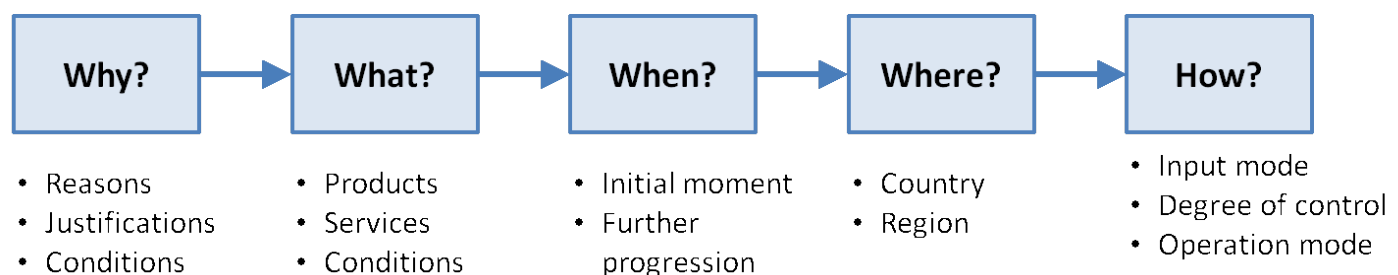 Why?
• Reasons
• Justifications
• Conditions
What?
• Products
• Services
• Conditions
When?
• Initial moment
• Further
progression
Where?
• Country
• Region
How?
• Input mode
• Degree of control
• Operation mode